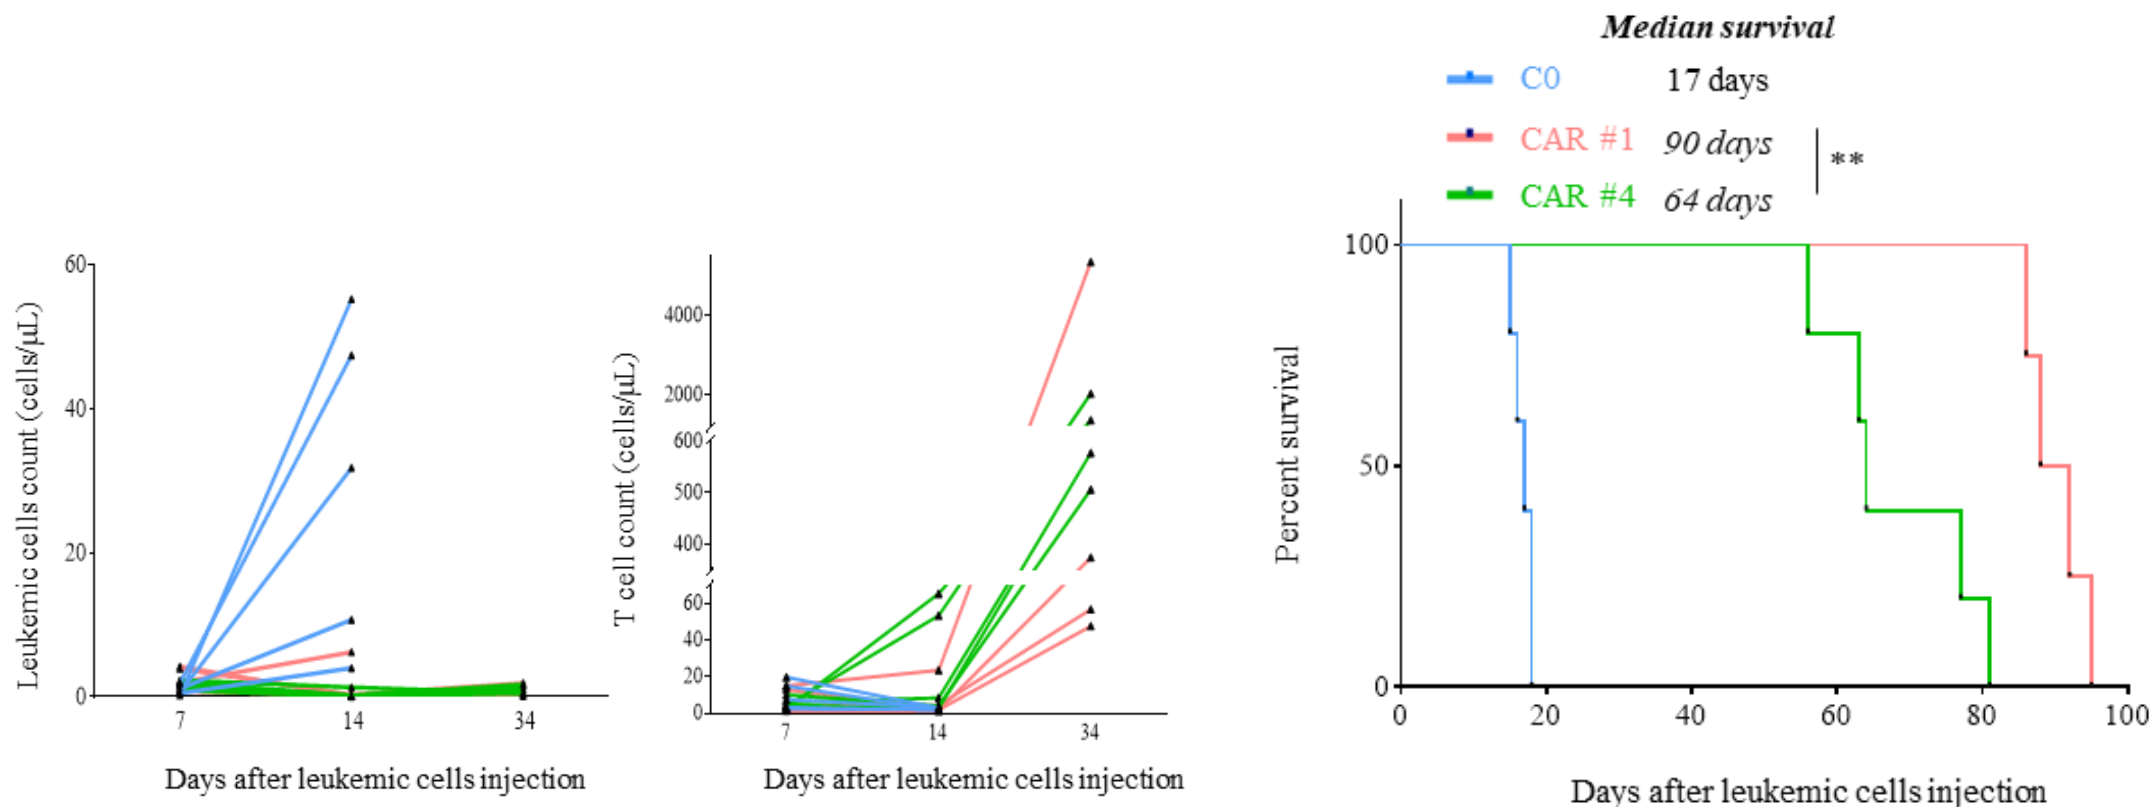 Median survival
C0 17 days
CAR #1 90 days
**
CAR #4 64 days
Leukemic cells count (cells/μL)
60
40
20
0
7 14 34
Days after leukemic cells injection
T cell count (cells/μL)
4000
2000
600
500
400
60
40
20
0
7 14 34
Days after leukemic cells injection
Percent survival
100
50
0
0 20 40 60 80 100
Days after leukemic cells injection